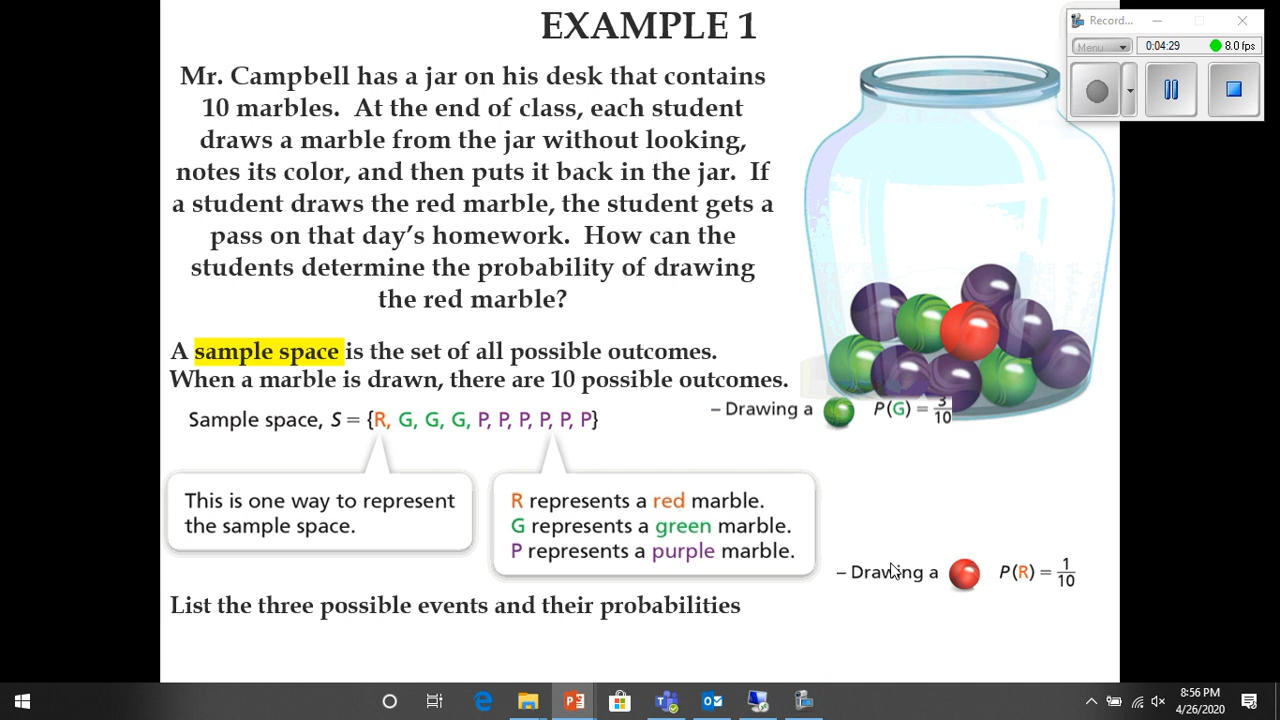 EXAMPLE 1
Record...
Menu
0:04:29
8.0 fps
Mr. Campbell has a jar on his desk that contains
10 marbles. At the end of class, each student
draws a marble from the jar without looking,
notes its color, and then puts it back in the jar. If
a student draws the red marble, the student gets a
pass on that day's homework. How can the
students determine the probability of drawing
the red marble?
A sample space is the set of all possible outcomes.
When a marble is drawn, there are 10 possible outcomes.
– Drawing a P(G) = 3/10
Sample space, S = {R, G, G, G, P, P, P, P, P, P}
This is one way to represent
the sample space.
R represents a red marble.
G represents a green marble.
P represents a purple marble.
– Drawing a P(R) = 1/10
List the three possible events and their probabilities
8:56 PM
4/26/2020